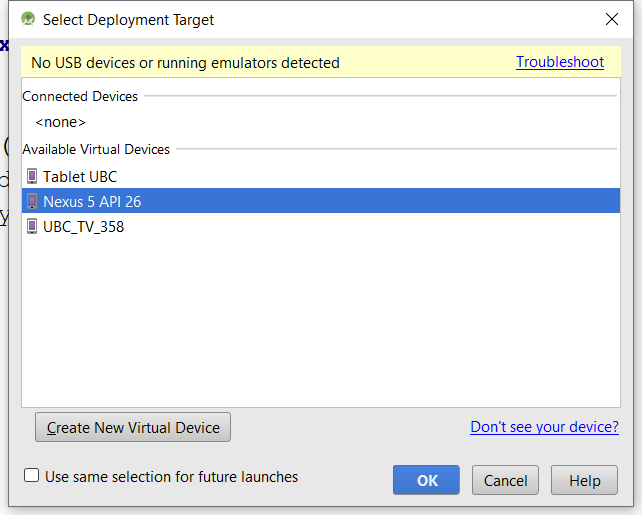 Select Deployment Target
No USB devices or running emulators detected Troubleshoot
Connected Devices
<none>
Available Virtual Devices
Tablet UBC
Nexus 5 API 26
UBC_TV_358
Create New Virtual Device Don't see your device?
Use same selection for future launches OK Cancel Help